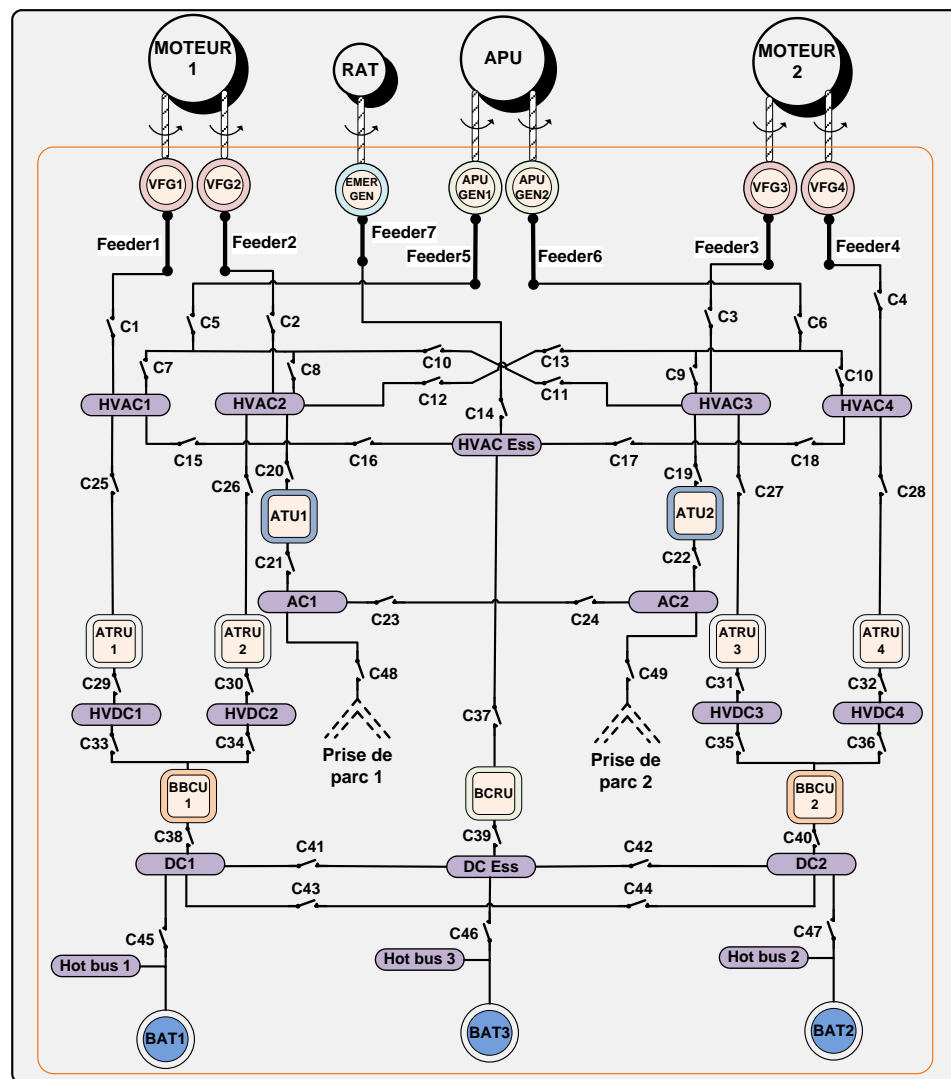 MOTEUR
1
RAT
APU
MOTEUR
2
VFG1
VFG2
EMER
GEN
APU
GEN1
APU
GEN2
VFG3
VFG4
Feeder1
Feeder2
Feeder7
Feeder5
Feeder6
Feeder3
Feeder4
C1
C5
C2
C3
C6
C4
C7
C8
C10
C13
C9
C10
C12
C11
C14
HVAC1
HVAC2
HVAC3
HVAC4
HVAC Ess
C15
C16
C17
C18
C20
C19
C25
C26
C27
C28
ATU1
ATU2
C21
C22
AC1
AC2
C23
C24
ATRU
1
ATRU
2
ATRU
3
ATRU
4
C48
C49
C29
C30
C31
C32
HVDC1
HVDC2
HVDC3
HVDC4
C37
C33
C34
C35
C36
Prise de
parc 1
Prise de
parc 2
BBCU
1
BCRU
BBCU
2
C38
C39
C40
C41
C42
DC1
DC Ess
DC2
C43
C44
C45
C46
C47
Hot bus 1
Hot bus 3
Hot bus 2
BAT1
BAT3
BAT2